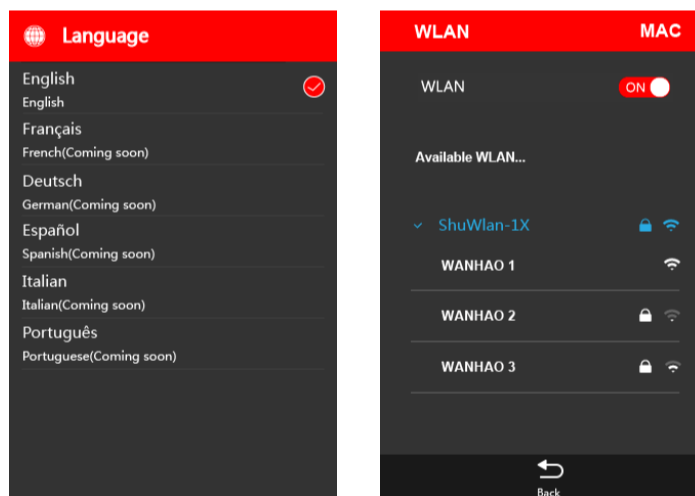 Language
English
English
Français
French(Coming soon)
Deutsch
German(Coming soon)
Español
Spanish(Coming soon)
Italian
Italian(Coming soon)
Português
Portuguese(Coming soon)
WLAN MAC
WLAN ON
Available WLAN...
ShuWlan-1X
WANHAO 1
WANHAO 2
WANHAO 3
Back